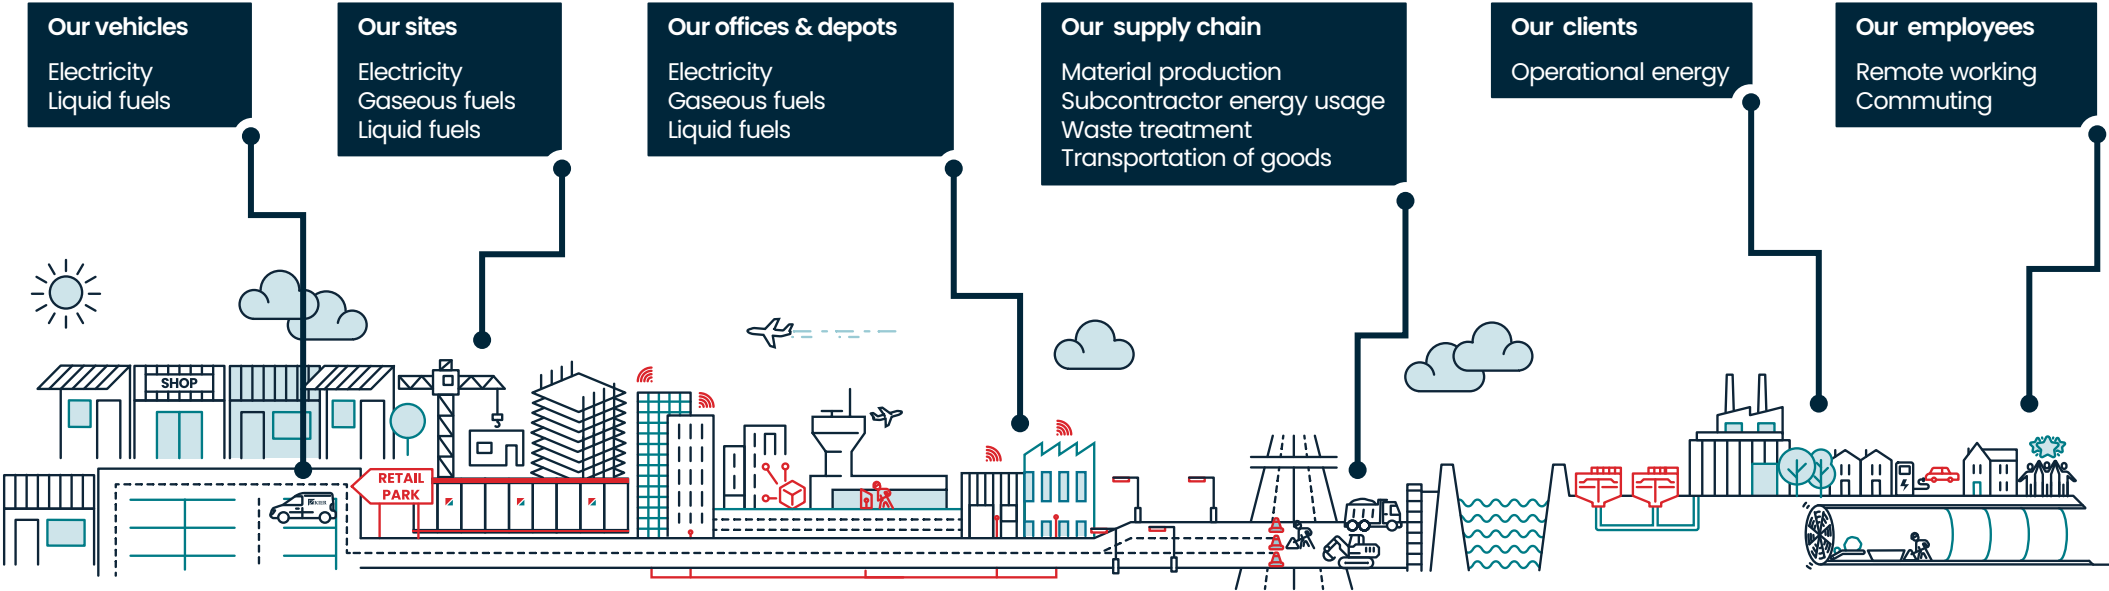 Our vehicles
Electricity
Liquid fuels
Our sites
Electricity
Gaseous fuels
Liquid fuels
Our offices & depots
Electricity
Gaseous fuels
Liquid fuels
Our supply chain
Material production
Subcontractor energy usage
Waste treatment
Transportation of goods
Our clients
Operational energy
Our employees
Remote working
Commuting
SHOP
RETAIL
PARK